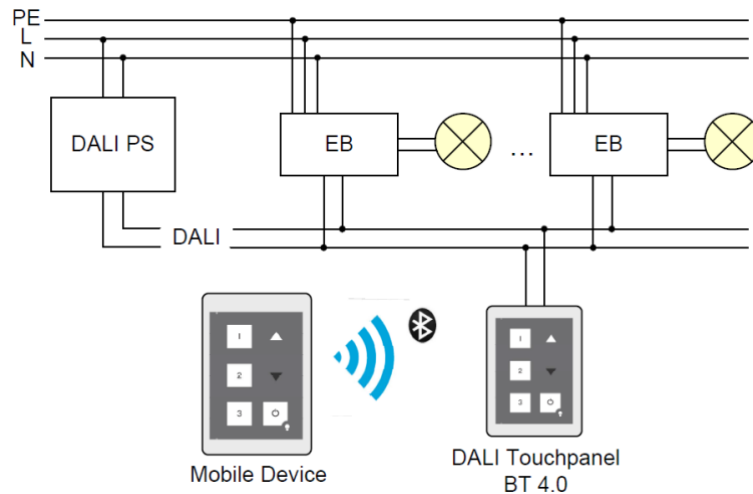 PE
L
N
DALI PS
EB
...
EB
DALI
1
2
3
1
2
3
Mobile Device
DALI Touchpanel
BT 4.0